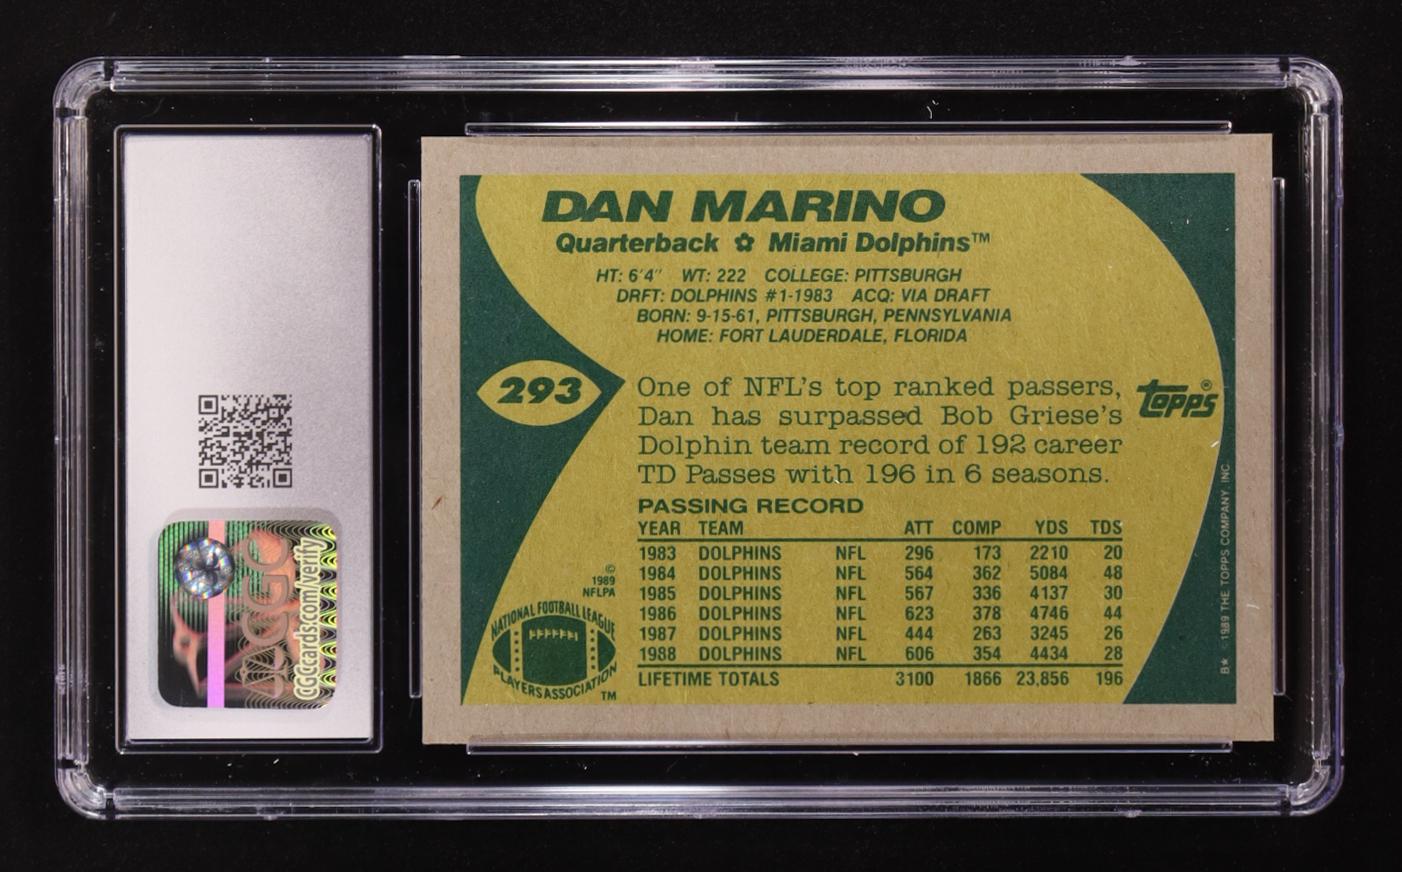 DAN MARINO
Quarterback ✿ Miami Dolphins™
HT: 6'4" WT: 222 COLLEGE: PITTSBURGH
DRFT: DOLPHINS #1-1983 ACQ: VIA DRAFT
BORN: 9-15-61, PITTSBURGH, PENNSYLVANIA
HOME: FORT LAUDERDALE, FLORIDA
293
One of NFL's top ranked passers,
Dan has surpassed Bob Griese's
Dolphin team record of 192 career
TD Passes with 196 in 6 seasons.
Topps®
PASSING RECORD
YEAR TEAM ATT COMP YDS TDS
1983 DOLPHINS NFL 296 173 2210 20
1984 DOLPHINS NFL 564 362 5084 48
1985 DOLPHINS NFL 567 336 4137 30
1986 DOLPHINS NFL 623 378 4746 44
1987 DOLPHINS NFL 444 263 3245 26
1988 DOLPHINS NFL 606 354 4434 28
LIFETIME TOTALS 3100 1866 23,856 196
©
1989
NFLPA
NATIONAL FOOTBALL LEAGUE
PLAYERS ASSOCIATION
™
B★ © 1989 THE TOPPS COMPANY, INC.
CGCcards.com/verify
CGC